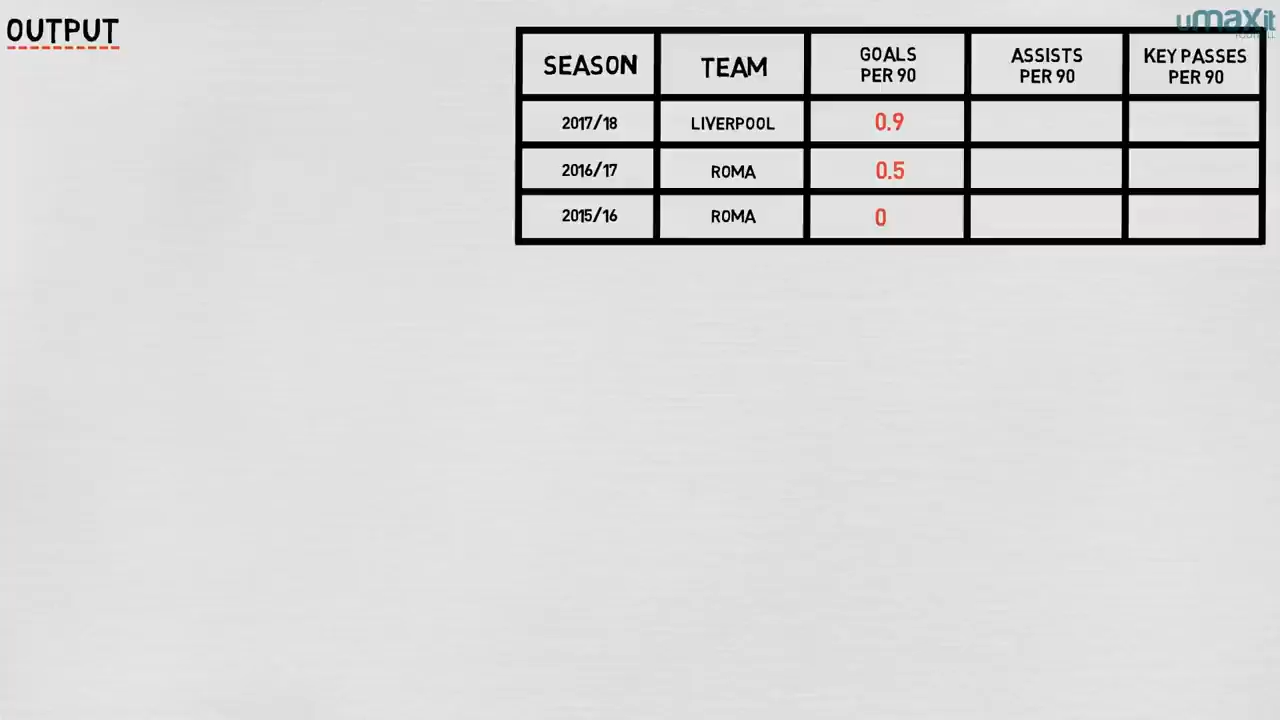 OUTPUT
umaxit
FOOTBALL
SEASON TEAM GOALS PER 90 ASSISTS PER 90 KEY PASSES PER 90
2017/18 LIVERPOOL 0.9
2016/17 ROMA 0.5
2015/16 ROMA 0